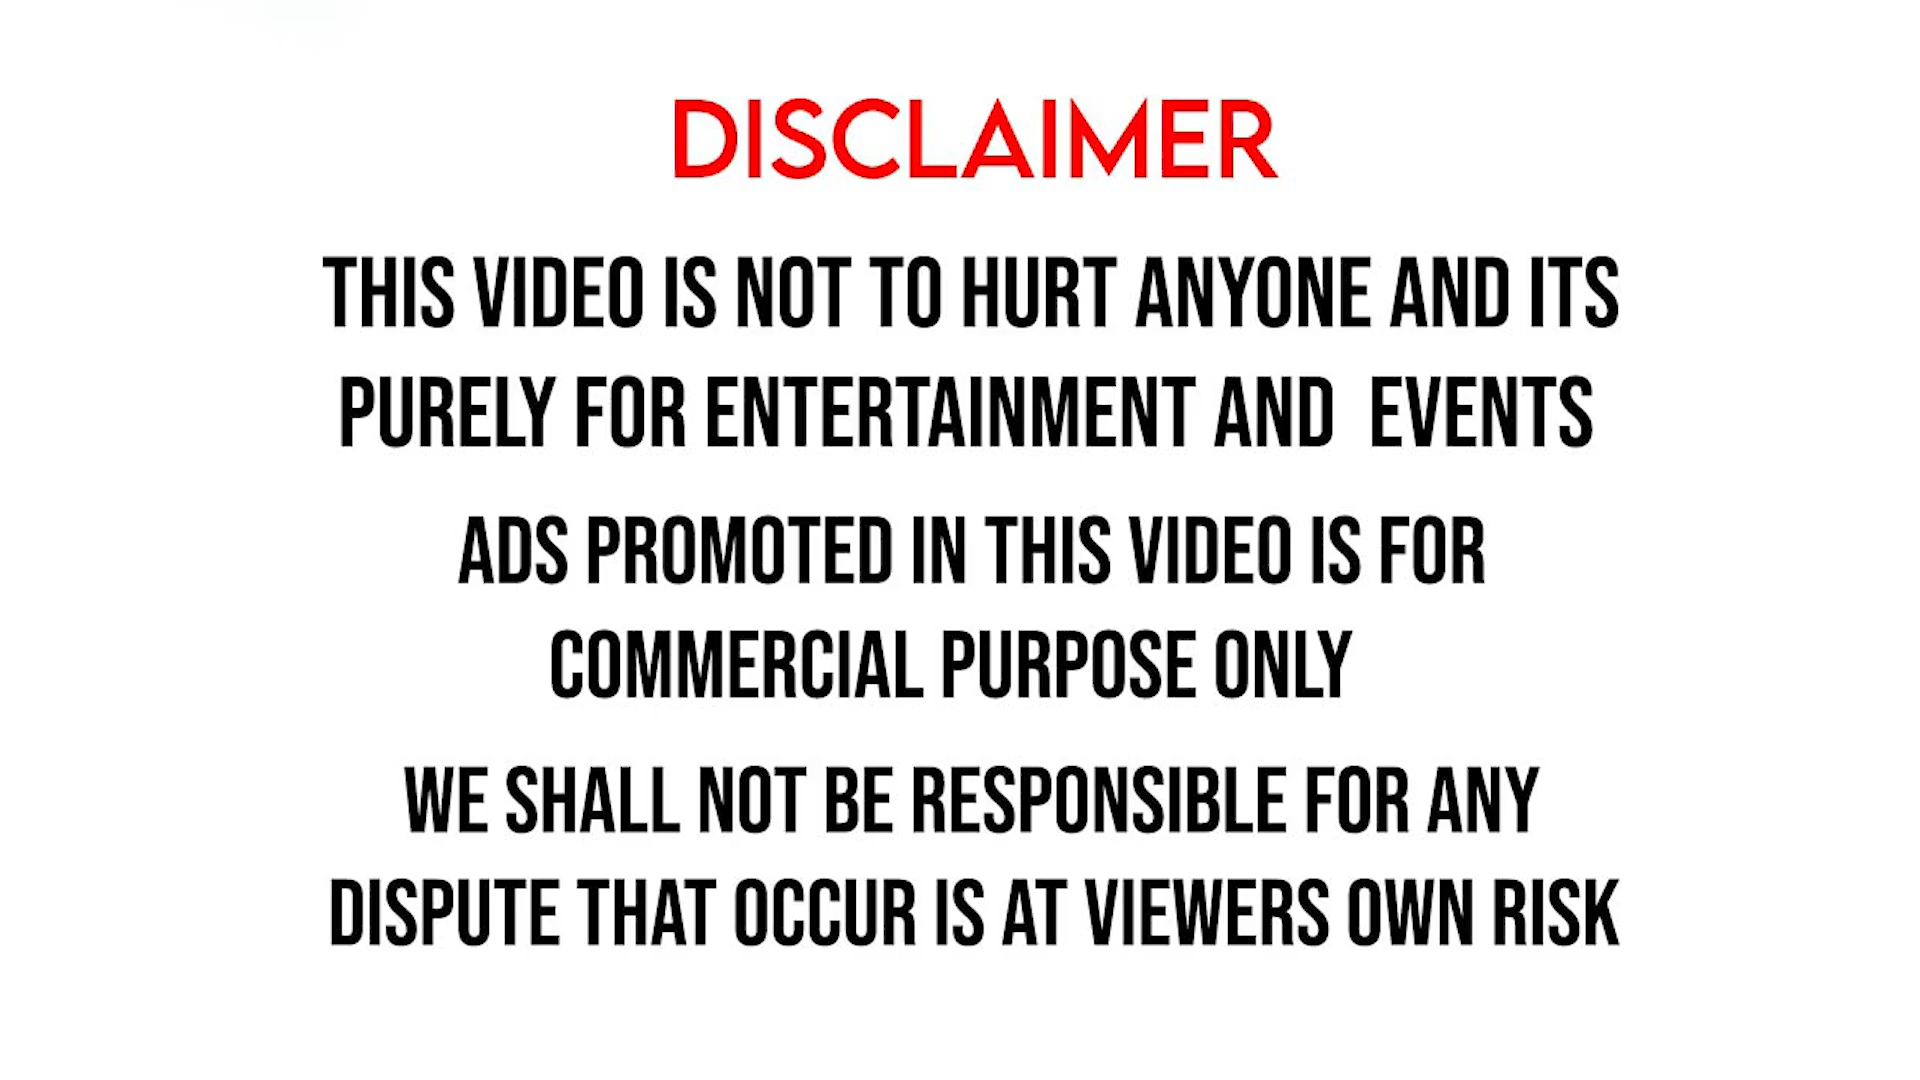 DISCLAIMER
THIS VIDEO IS NOT TO HURT ANYONE AND ITS
PURELY FOR ENTERTAINMENT AND EVENTS
ADS PROMOTED IN THIS VIDEO IS FOR
COMMERCIAL PURPOSE ONLY
WE SHALL NOT BE RESPONSIBLE FOR ANY
DISPUTE THAT OCCUR IS AT VIEWERS OWN RISK